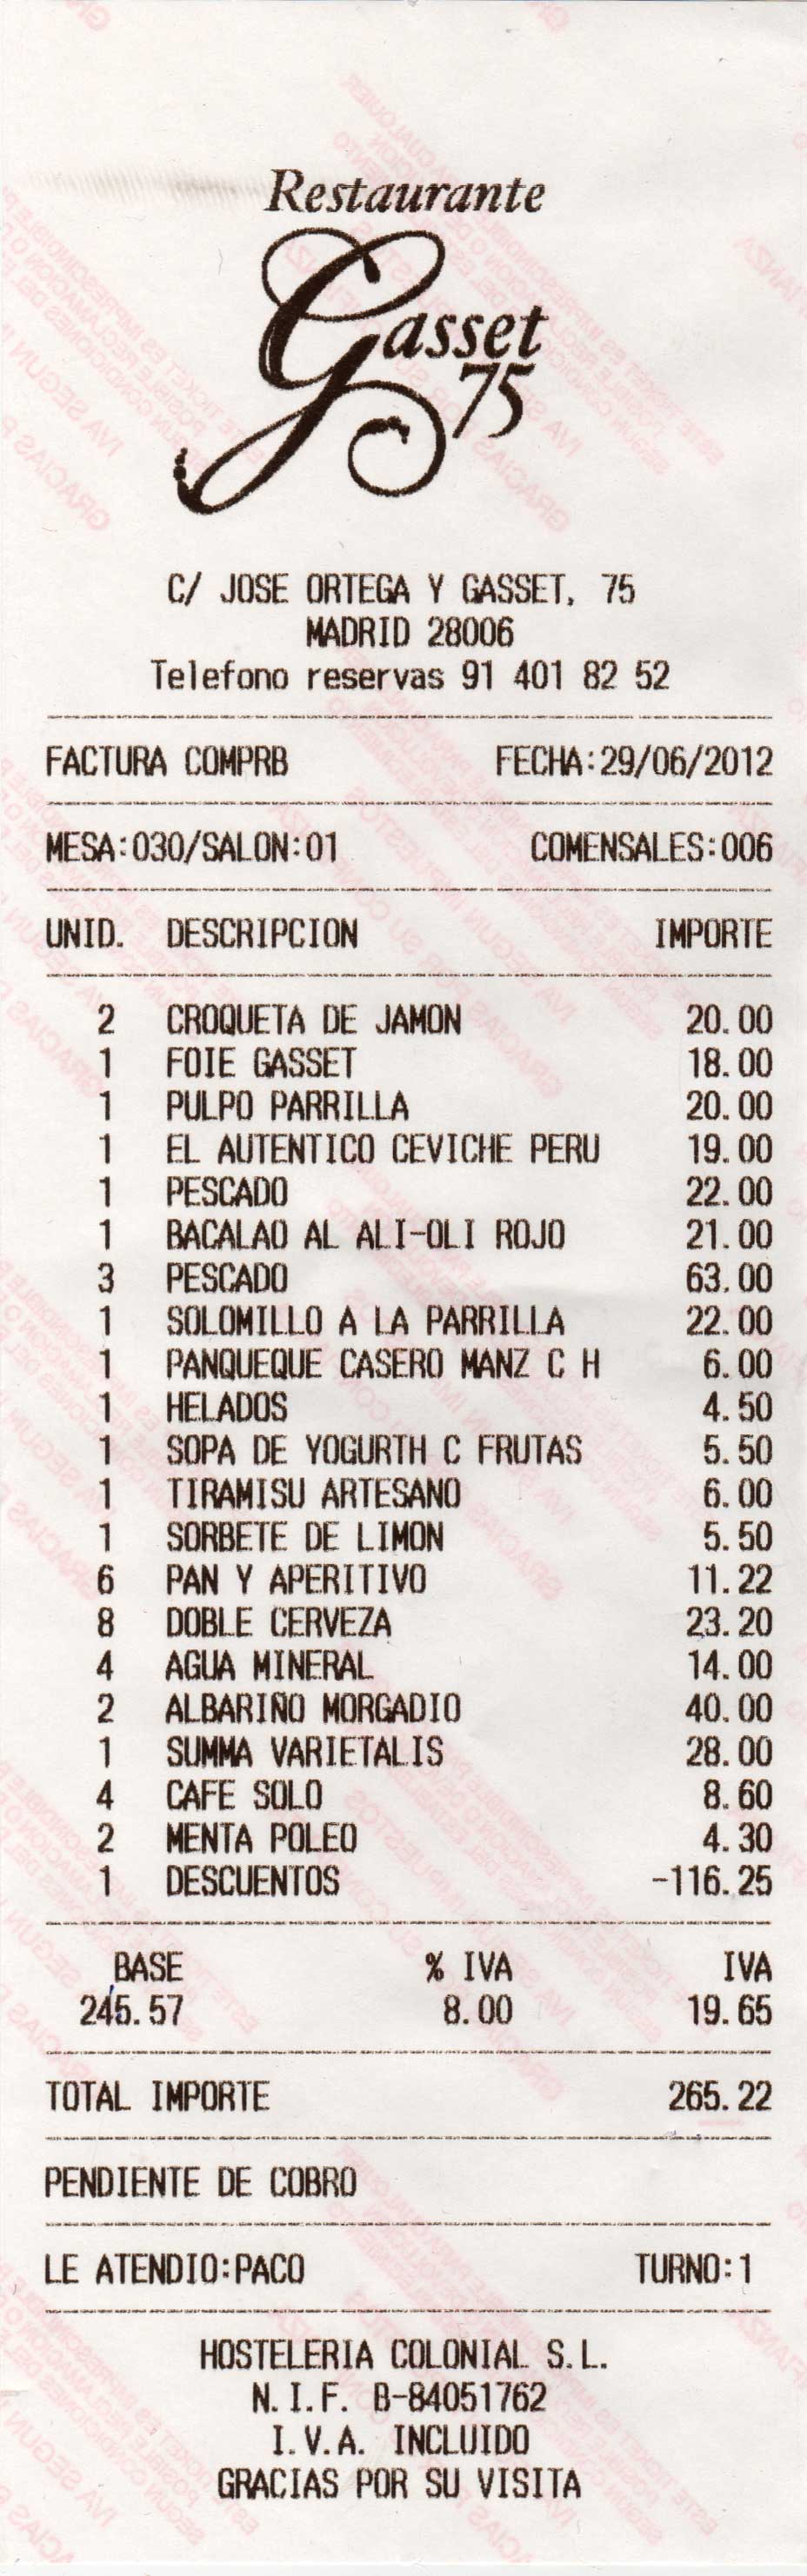 Restaurante
Gasset
75
C/ JOSE ORTEGA Y GASSET, 75
MADRID 28006
Telefono reservas 91 401 82 52
FACTURA COMPRB FECHA:29/06/2012
MESA:030/SALON:01 COMENSALES:006
UNID. DESCRIPCION IMPORTE
2 CROQUETA DE JAMON 20.00
1 FOIE GASSET 18.00
1 PULPO PARRILLA 20.00
1 EL AUTENTICO CEVICHE PERU 19.00
1 PESCADO 22.00
1 BACALAO AL ALI-OLI ROJO 21.00
3 PESCADO 63.00
1 SOLOMILLO A LA PARRILLA 22.00
1 PANQUEQUE CASERO MANZ C H 6.00
1 HELADOS 4.50
1 SOPA DE YOGURTH C FRUTAS 5.50
1 TIRAMISU ARTESANO 6.00
1 SORBETE DE LIMON 5.50
6 PAN Y APERITIVO 11.22
8 DOBLE CERVEZA 23.20
4 AGUA MINERAL 14.00
2 ALBARIÑO MORGADIO 40.00
1 SUMMA VARIETALIS 28.00
4 CAFE SOLO 8.60
2 MENTA POLEO 4.30
1 DESCUENTOS -116.25
BASE % IVA IVA
245.57 8.00 19.65
TOTAL IMPORTE 265.22
PENDIENTE DE COBRO
LE ATENDIO:PACO TURNO:1
HOSTELERIA COLONIAL S.L.
N.I.F. B-84051762
I.V.A. INCLUIDO
GRACIAS POR SU VISITA